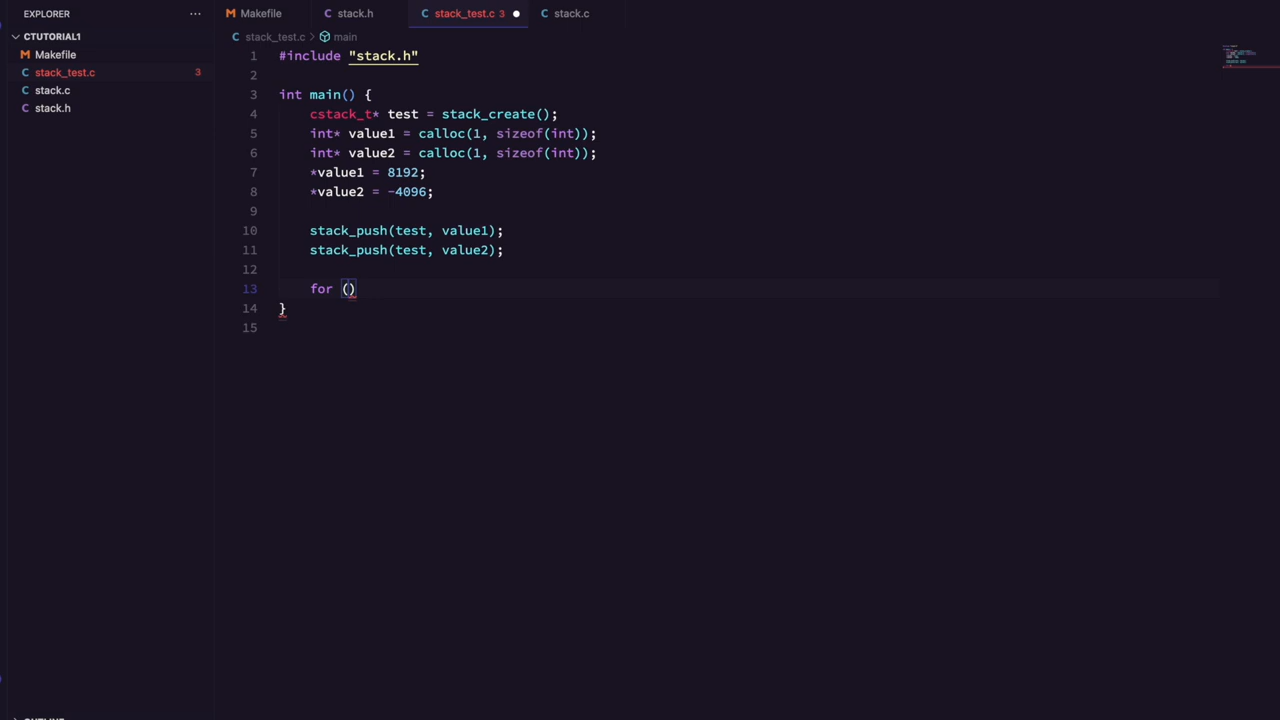 EXPLORER ···
CTUTORIAL1
M Makefile
stack_test.c 3
C stack.c
C stack.h
M Makefile C stack.h C stack_test.c 3 C stack.c
C stack_test.c > main
1 #include "stack.h"
2
3 int main() {
4 cstack_t* test = stack_create();
5 int* value1 = calloc(1, sizeof(int));
6 int* value2 = calloc(1, sizeof(int));
7 *value1 = 8192;
8 *value2 = -4096;
9
10 stack_push(test, value1);
11 stack_push(test, value2);
12
13 for ()
14 }
15
OUTLINE